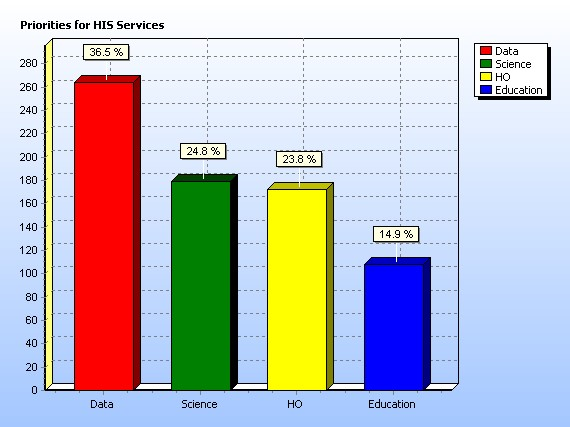 Priorities for HIS Services
36.5 %
24.8 %
23.8 %
14.9 %
280
260
240
220
200
180
160
140
120
100
80
60
40
20
0
Data
Science
HO
Education
Data
Science
HO
Education